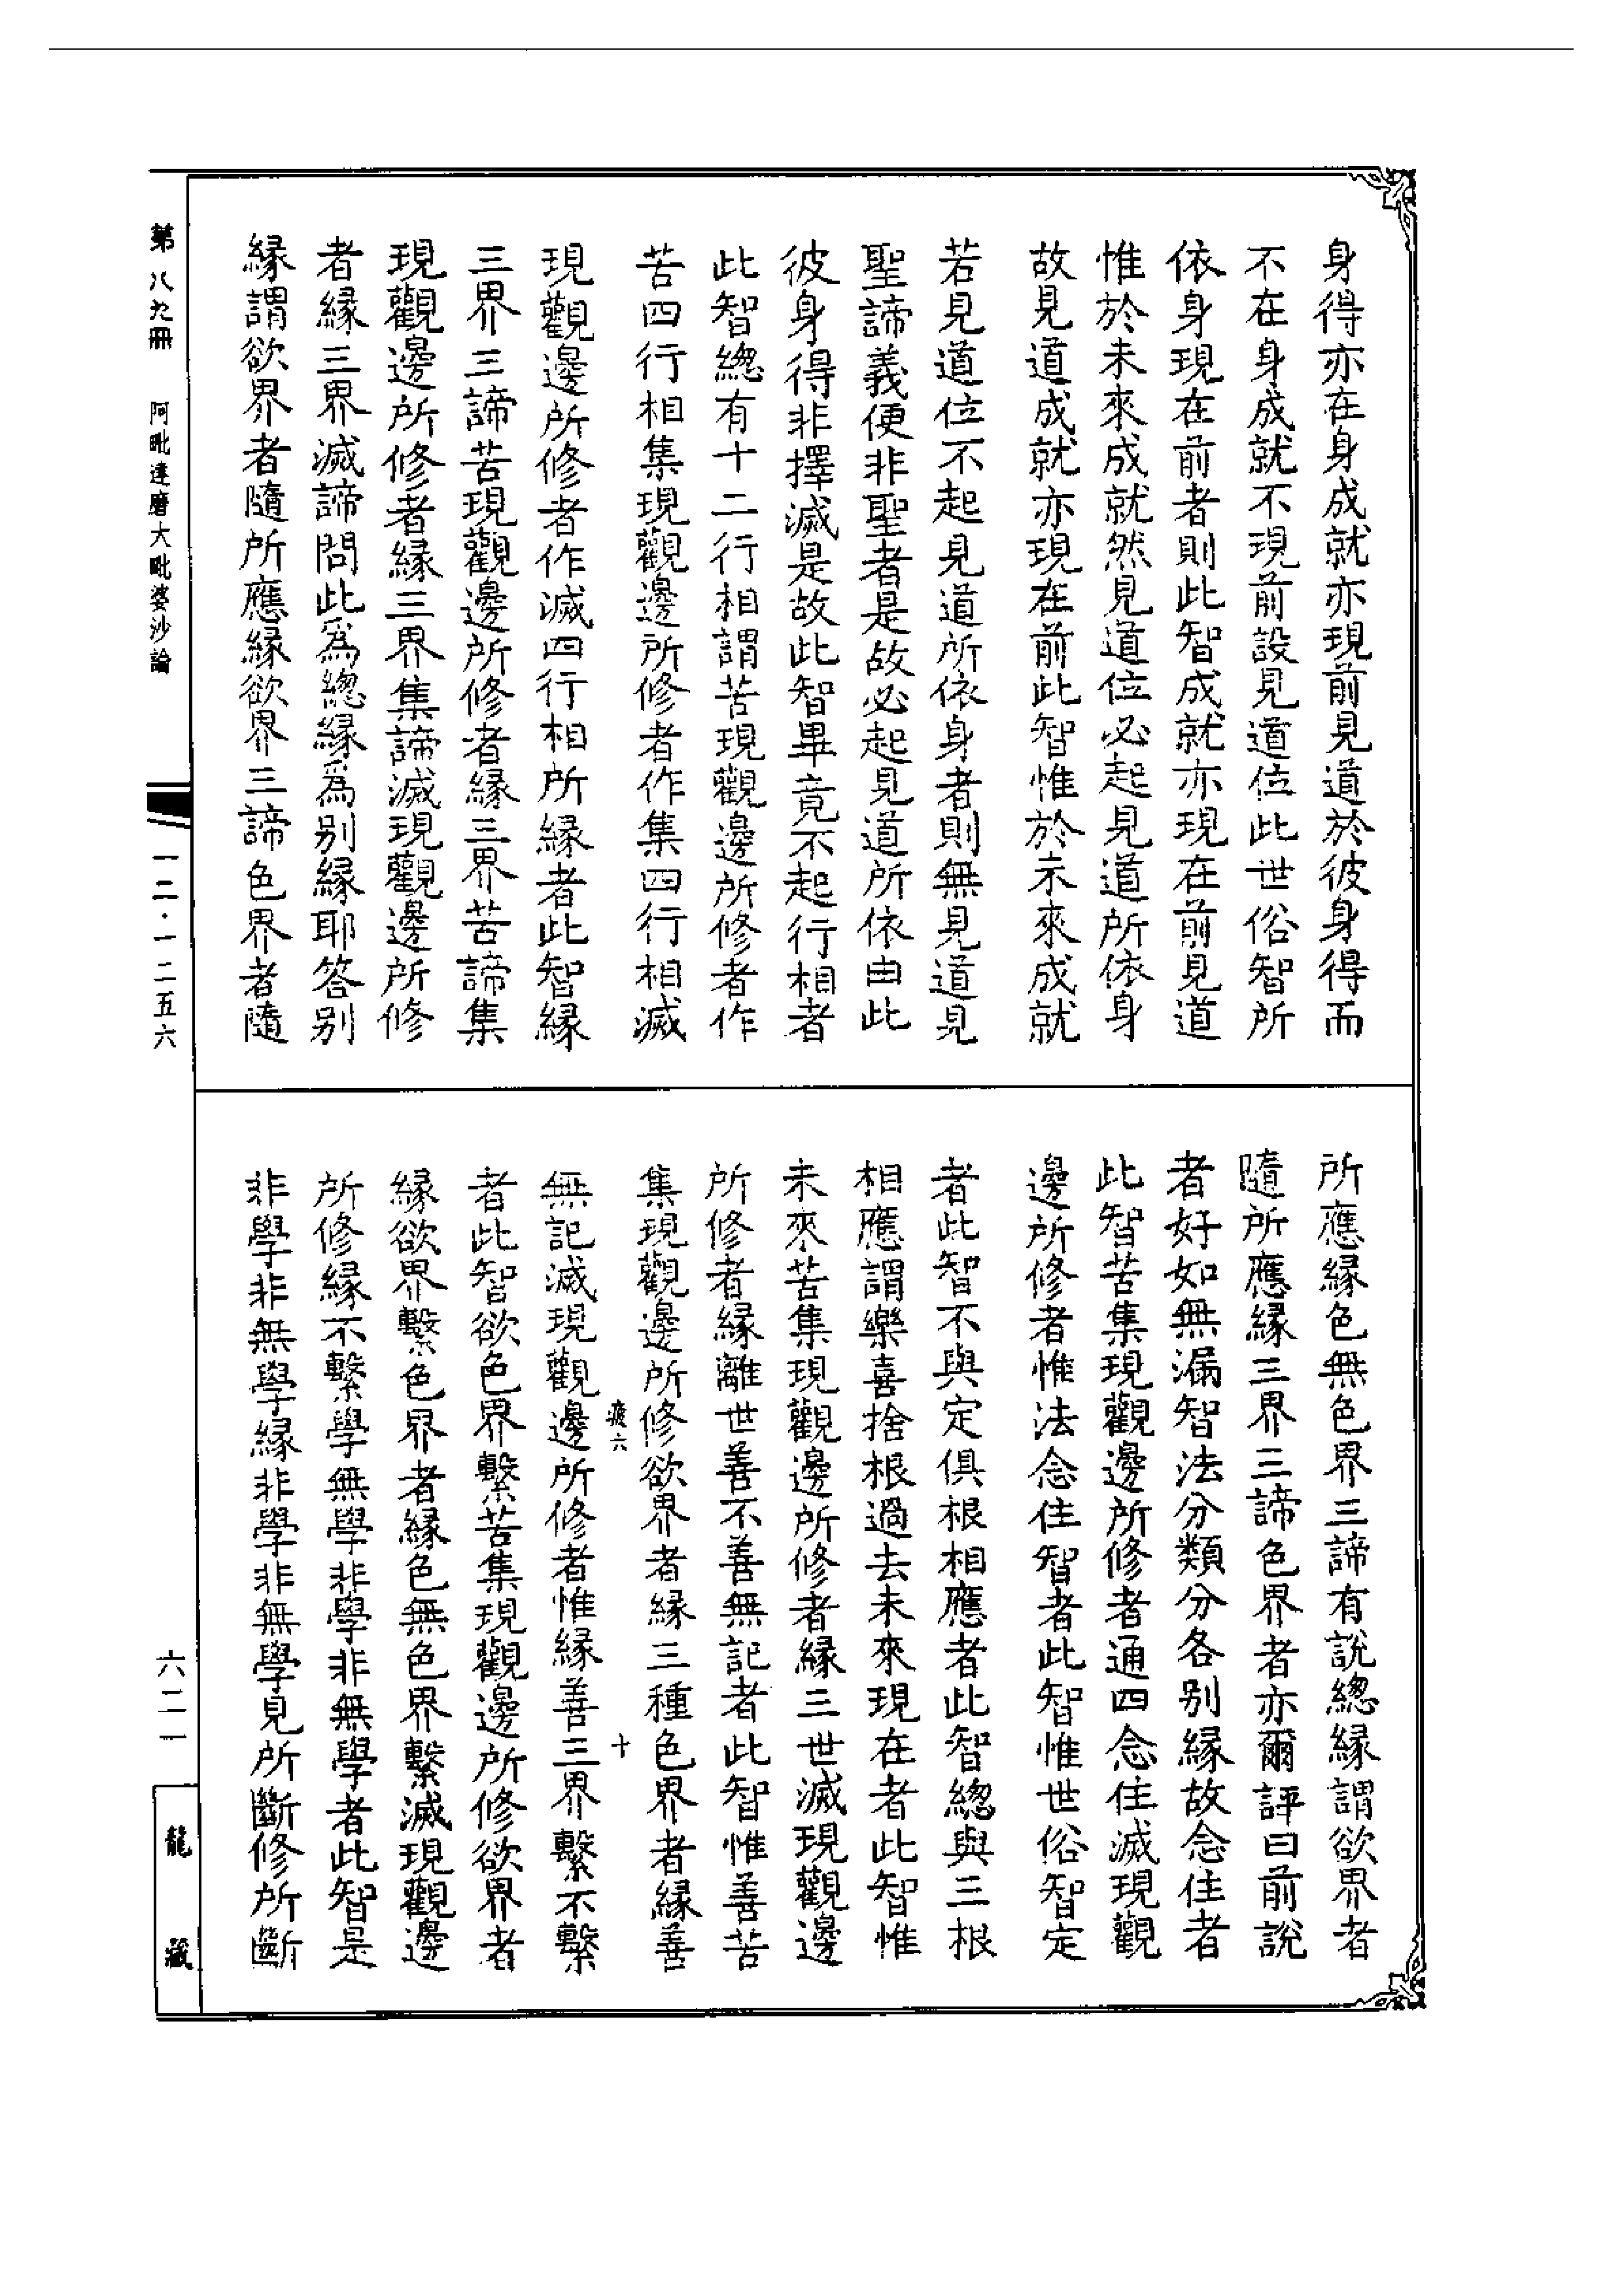 身得亦在身成就亦現前見道於彼身得而
不在身成就不現前設見道位此世俗智所
依身現在前者則此智成就亦現在前見道
惟於未來成就然見道位必起見道所依身
故見道成就亦現在前此智惟於未來成就
若見道位不起見道所依身者則無見道見
聖諦義便非聖者是故必起見道所依由此
彼身得非擇滅是故此智畢竟不起行相者
此智總有十二行相謂苦現觀邊所修者作
苦四行相集現觀邊所修者作集四行相滅
現觀邊所修者作滅四行相所緣者此智緣
三界三諦苦現觀邊所修者緣三界苦諦集
現觀邊所修者緣三界集諦滅現觀邊所修
者緣三界滅諦問此爲總緣爲別緣耶答別
緣謂欲界者隨所應緣欲界三諦色界者隨
所應緣色無色界三諦有說總緣謂欲界者
隨所應緣三界三諦色界者亦爾評曰前說
者好如無漏智法分類分各別緣故念住者
此智苦集現觀邊所修者通四念住滅現觀
邊所修者惟法念住智者此智惟世俗智定
者此智不與定俱根相應者此智總與三根
相應謂樂喜捨根過去未來現在者此智惟
未來苦集現觀邊所修者緣三世滅現觀邊
所修者緣離世善不善無記者此智惟善苦
集現觀邊所修欲界者緣三種色界者緣善
疲六 十
無記滅現觀邊所修者惟緣善三界繫不繫
者此智欲色界繫苦集現觀邊所修欲界者
緣欲界繫色界者緣色無色界繫滅現觀邊
所修緣不繫學無學非學非無學者此智是
非學非無學緣非學非無學見所斷修所斷
第八九冊 阿毗達磨大毗婆沙論
一二·一二五六
六二一
龍藏